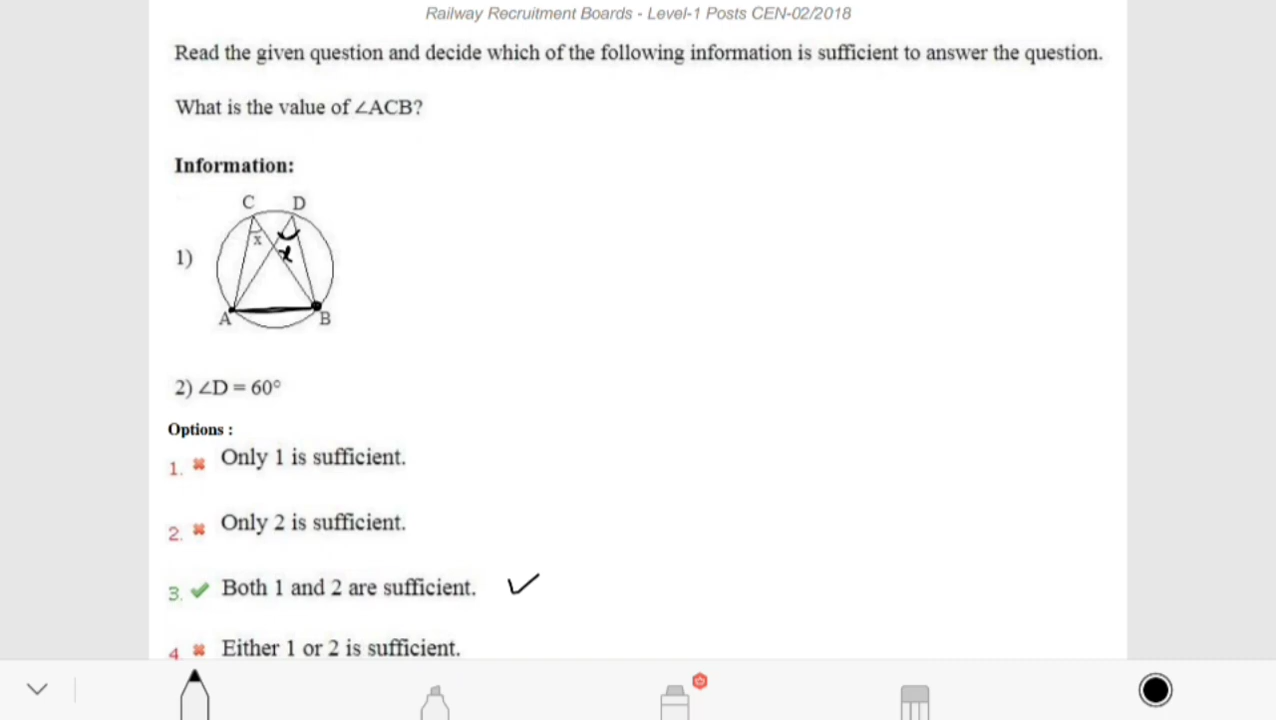 Railway Recruitment Boards - Level-1 Posts CEN-02/2018
Read the given question and decide which of the following information is sufficient to answer the question.
What is the value of ∠ACB?
Information:
C D
x
x
1)
A B
2) ∠D = 60°
Options :
1. Only 1 is sufficient.
2. Only 2 is sufficient.
3. Both 1 and 2 are sufficient.
4 Either 1 or 2 is sufficient.